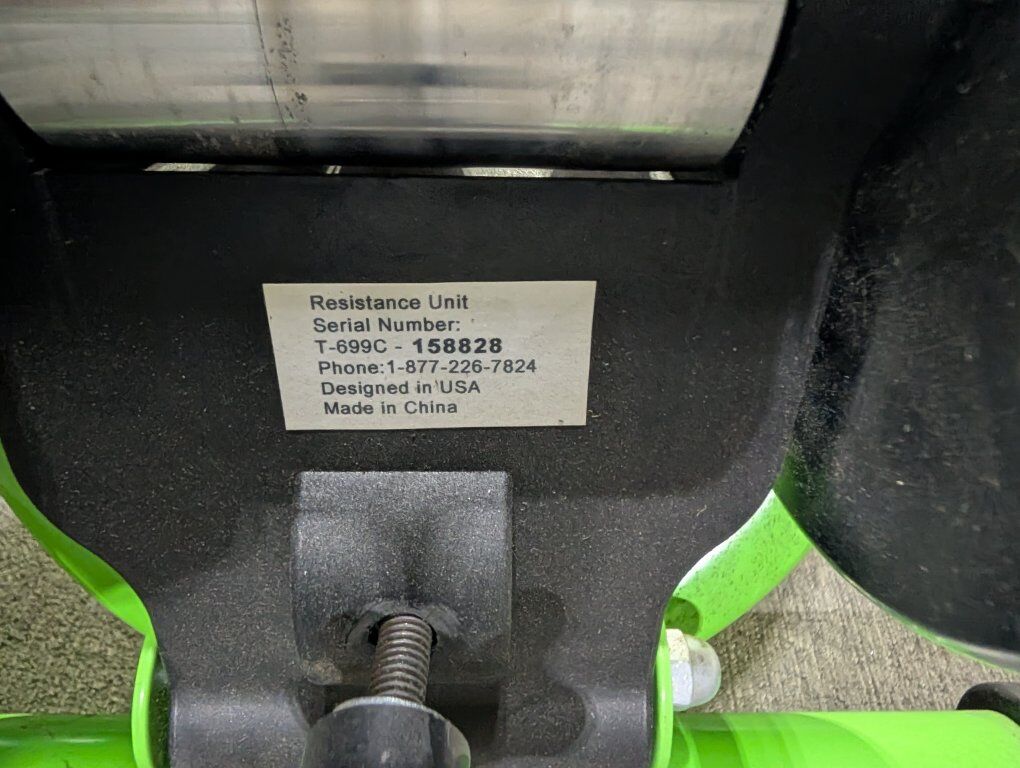 Resistance Unit
Serial Number:
T-699C - 158828
Phone:1-877-226-7824
Designed in USA
Made in China